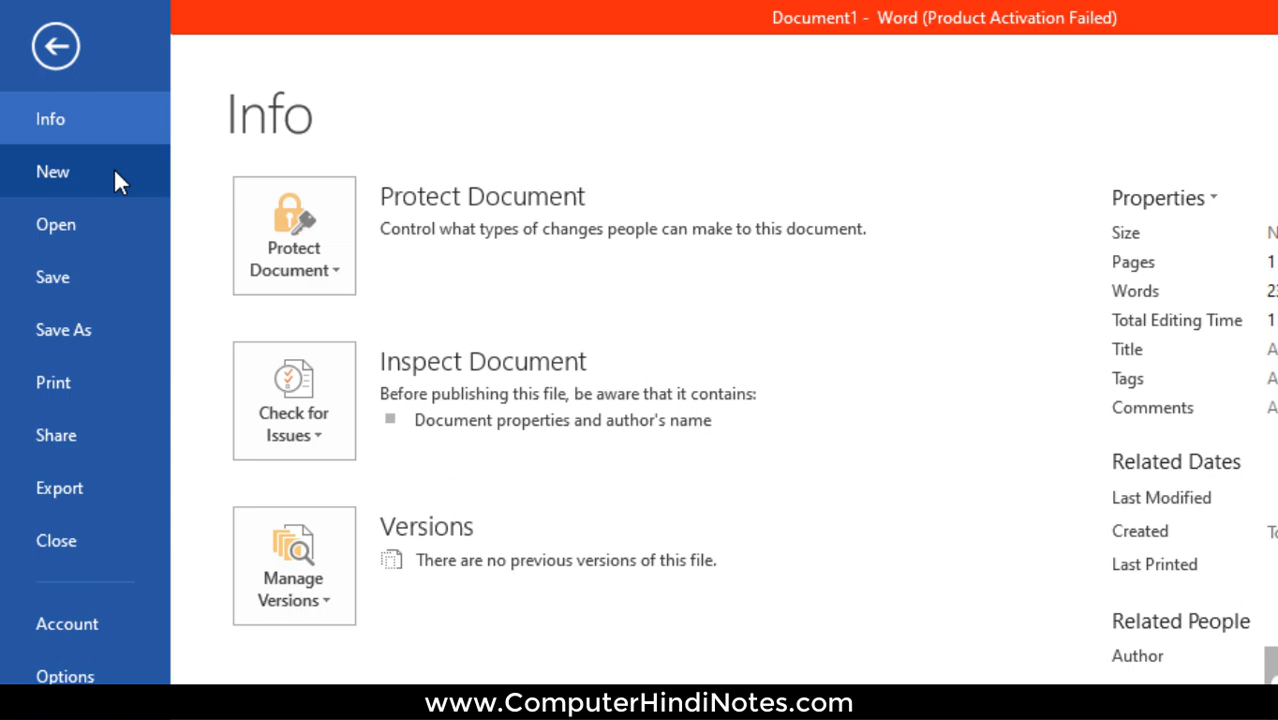 Document1 - Word (Product Activation Failed)
Info
New
Open
Save
Save As
Print
Share
Export
Close
Account
Options
Info
Protect
Document
Protect Document
Control what types of changes people can make to this document.
Check for
Issues
Inspect Document
Before publishing this file, be aware that it contains:
Document properties and author's name
Manage
Versions
Versions
There are no previous versions of this file.
Properties
Size
Pages 1
Words
Total Editing Time 1
Title
Tags
Comments
Related Dates
Last Modified
Created
Last Printed
Related People
Author
www.ComputerHindiNotes.com